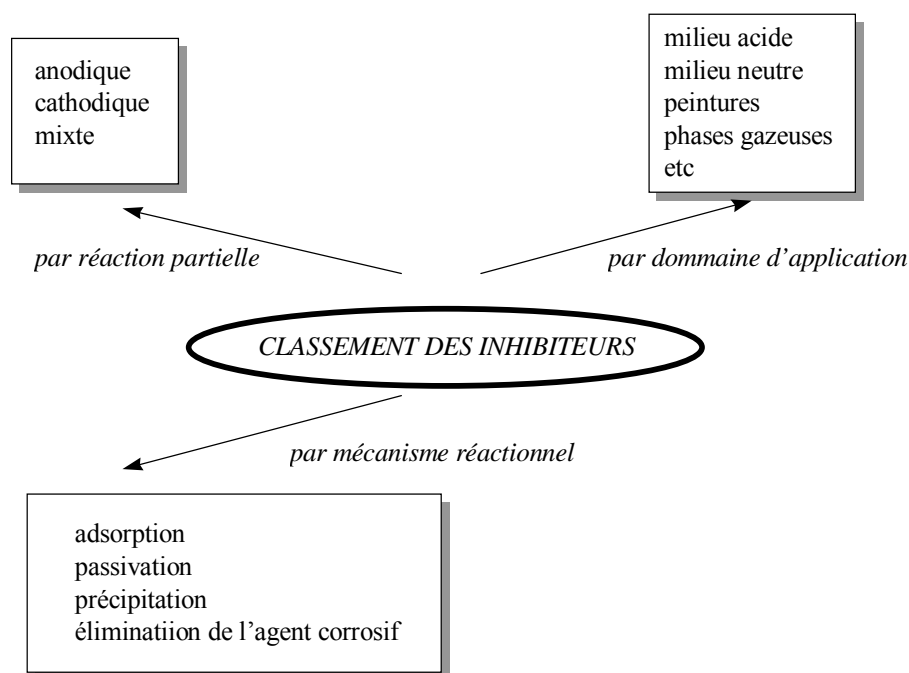 anodique
cathodique
mixte
milieu acide
milieu neutre
peintures
phases gazeuses
etc
par réaction partielle
par dommaine d’application
CLASSEMENT DES INHIBITEURS
par mécanisme réactionnel
adsorption
passivation
précipitation
éliminatiion de l’agent corrosif